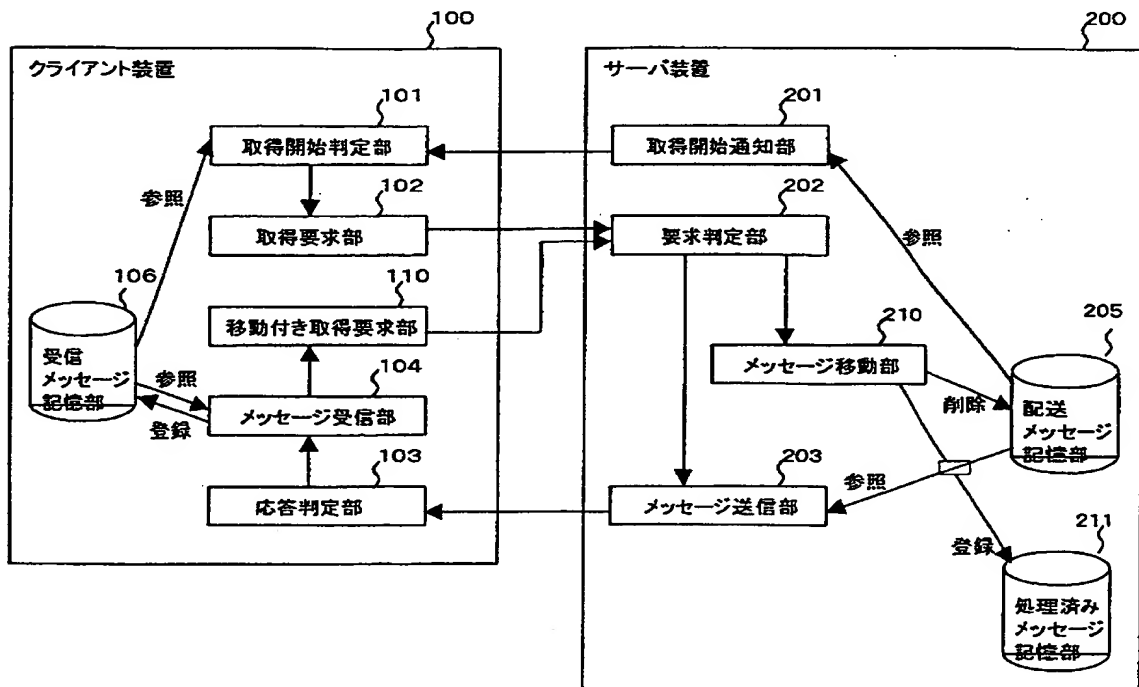 100
クライアント装置
101
取得開始判定部
参照
102
取得要求部
106
受信
メッセージ
記憶部
110
移動付き取得要求部
参照
登録
104
メッセージ受信部
103
応答判定部
200
サーバ装置
201
取得開始通知部
202
要求判定部
参照
210
メッセージ移動部
削除
205
配送
メッセージ
記憶部
203
メッセージ送信部
参照
登録
211
処理済み
メッセージ
記憶部